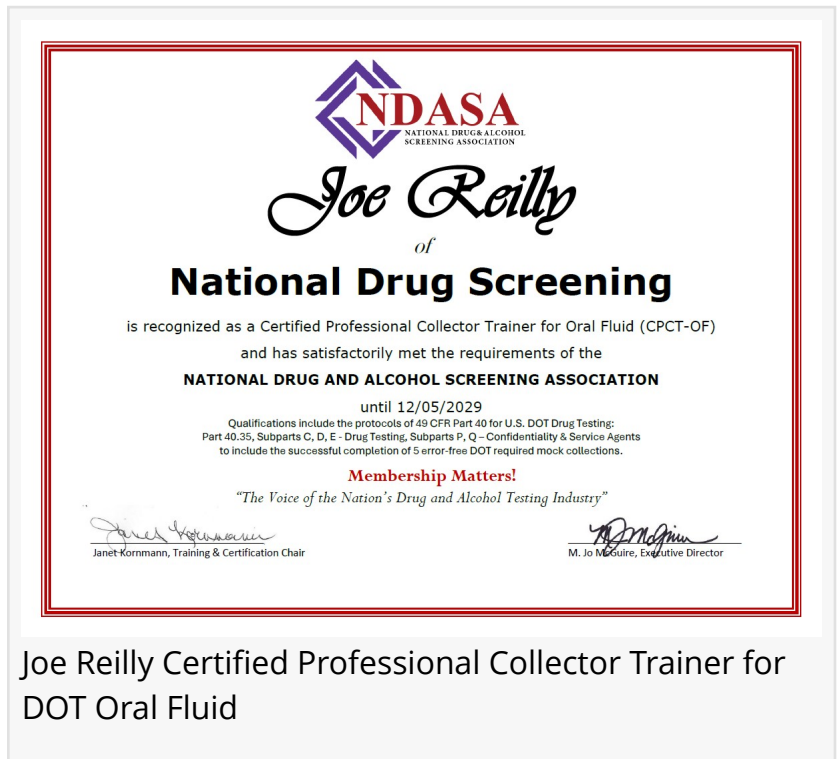 NDASA
NATIONAL DRUG & ALCOHOL
SCREENING ASSOCIATION
Joe Reilly
of
National Drug Screening
is recognized as a Certified Professional Collector Trainer for Oral Fluid (CPCT-OF)
and has satisfactorily met the requirements of the
NATIONAL DRUG AND ALCOHOL SCREENING ASSOCIATION
until 12/05/2029
Qualifications include the protocols of 49 CFR Part 40 for U.S. DOT Drug Testing:
Part 40.35, Subparts C, D, E - Drug Testing, Subparts P, Q – Confidentiality & Service Agents
to include the successful completion of 5 error-free DOT required mock collections.
Membership Matters!
“The Voice of the Nation’s Drug and Alcohol Testing Industry”
Janet Kornmann
Janet Kornmann, Training & Certification Chair
M. Jo McGuire, Executive Director
Joe Reilly Certified Professional Collector Trainer for
DOT Oral Fluid